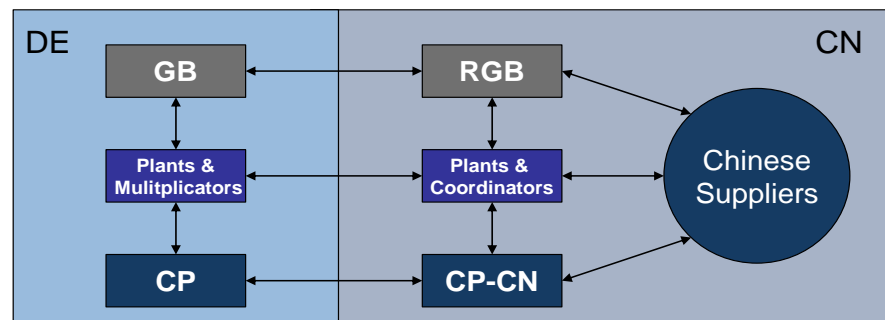 DE
CN
GB
RGB
Plants &
Mulitplicators
Plants &
Coordinators
Chinese
Suppliers
CP
CP-CN